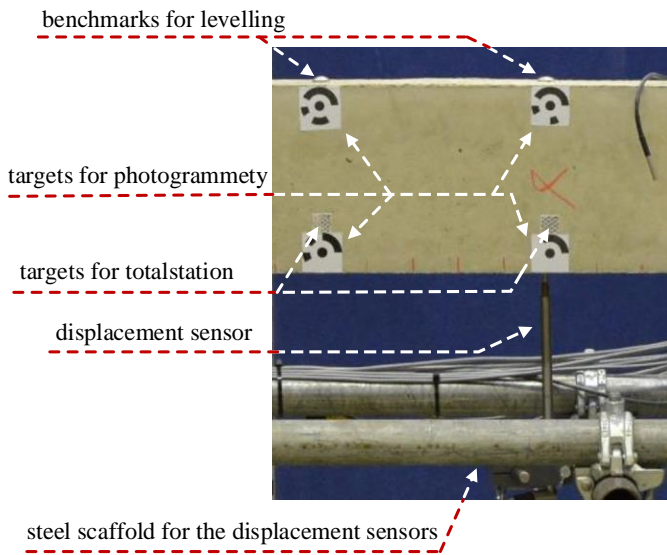 benchmarks for levelling
targets for photogrammety
targets for totalstation
displacement sensor
steel scaffold for the displacement sensors